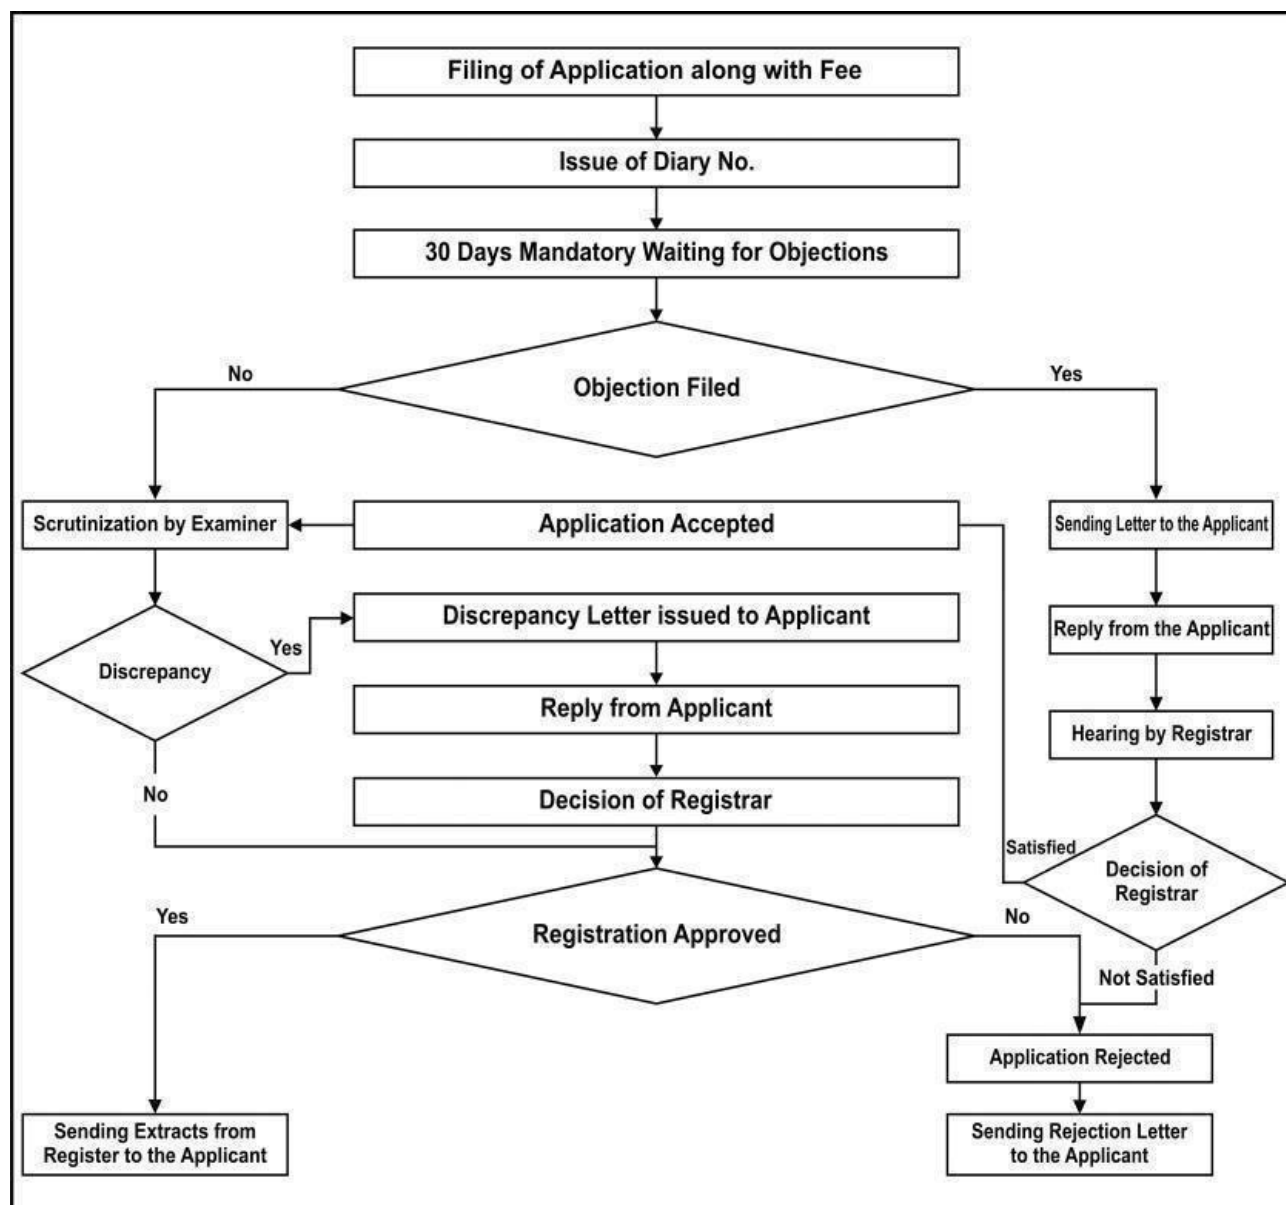 Filing of Application along with Fee
Issue of Diary No.
30 Days Mandatory Waiting for Objections
No
Yes
Objection Filed
Scrutinization by Examiner
Application Accepted
Sending Letter to the Applicant
Discrepancy Letter issued to Applicant
Reply from the Applicant
Yes
Discrepancy
Reply from Applicant
Hearing by Registrar
No
Decision of Registrar
Satisfied
Decision of
Registrar
Yes
No
Registration Approved
Not Satisfied
Application Rejected
Sending Extracts from
Register to the Applicant
Sending Rejection Letter
to the Applicant